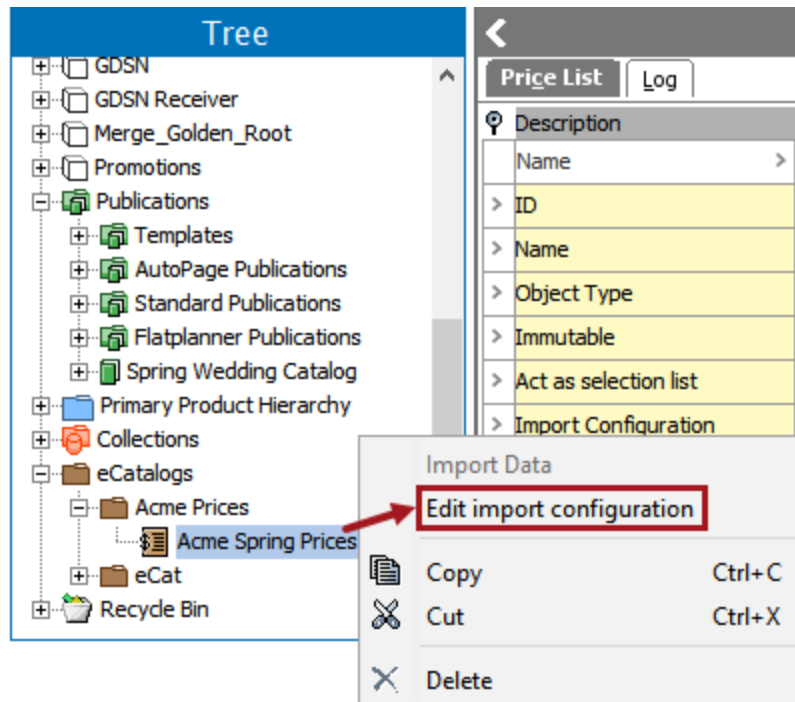 Tree
GDSN
GDSN Receiver
Merge_Golden_Root
Promotions
Publications
Templates
AutoPage Publications
Standard Publications
Flatplanner Publications
Spring Wedding Catalog
Primary Product Hierarchy
Collections
eCatalogs
Acme Prices
Acme Spring Prices
eCat
Recycle Bin
Price List Log
Description
Name >
> ID
> Name
> Object Type
> Immutable
> Act as selection list
> Import Configuration
Import Data
Edit import configuration
Copy Ctrl+C
Cut Ctrl+X
Delete